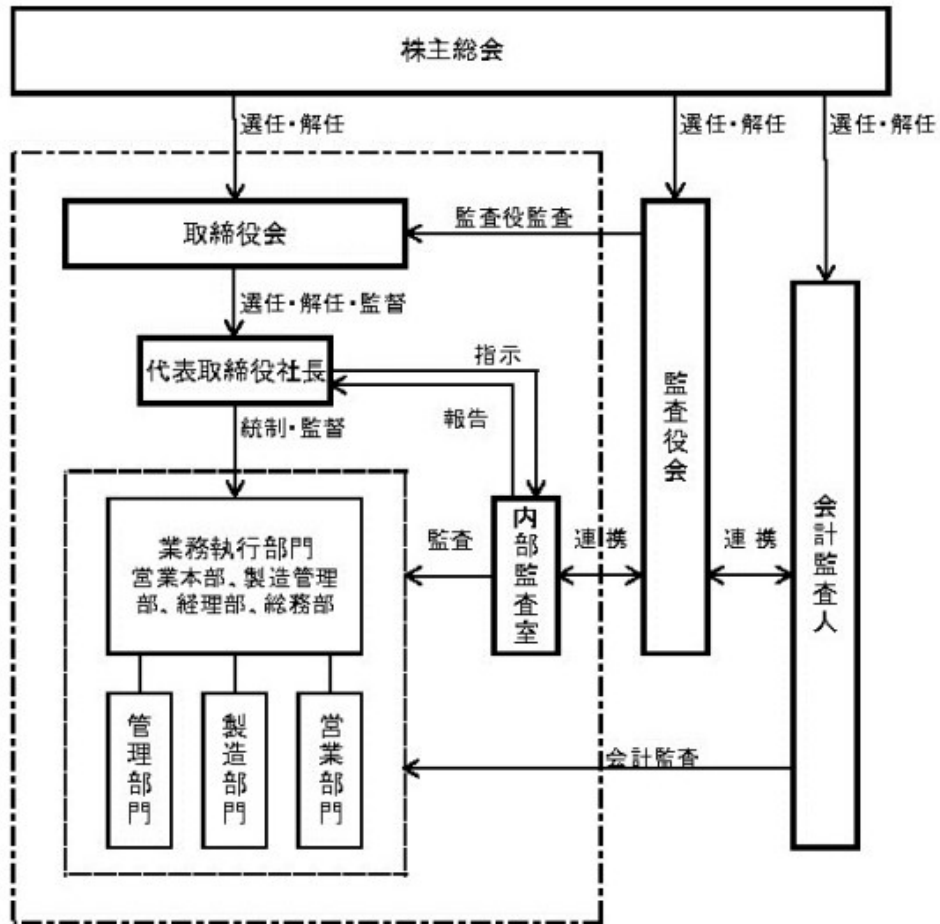 株主総会
選任・解任
選任・解任
選任・解任
取締役会
監査役監査
選任・解任・監督
代表取締役社長
指示
報告
統制・監督
監査役会
会計監査人
業務執行部門
営業本部、製造管理
部、経理部、総務部
監査
内部監査室
連携
連携
管理部門
製造部門
営業部門
会計監査